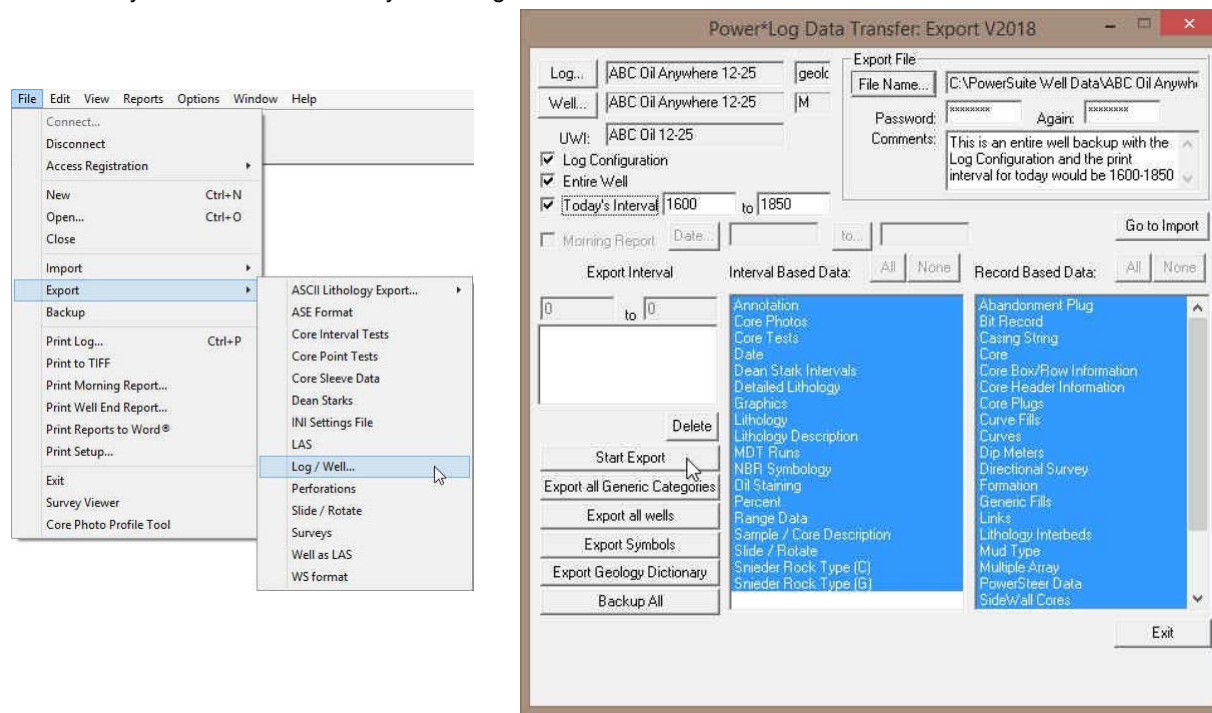 File Edit View Reports Options Window Help
Connect...
Disconnect
Access Registration
New Ctrl+N
Open... Ctrl+O
Close
Import
Export
Backup
Print Log... Ctrl+P
Print to TIFF
Print Morning Report...
Print Well End Report...
Print Reports to Word®
Print Setup...
Exit
Survey Viewer
Core Photo Profile Tool
ASCII Lithology Export...
ASE Format
Core Interval Tests
Core Point Tests
Core Sleeve Data
Dean Starks
INI Settings File
LAS
Log / Well...
Perforations
Slide / Rotate
Surveys
Well as LAS
WS format
Power*Log Data Transfer: Export V2018
Log... ABC Oil Anywhere 12-25 geolc
Well... ABC Oil Anywhere 12-25 M
UWI: ABC Oil 12-25
Log Configuration
Entire Well
Today's Interval 1600 to 1850
Morning Report Date... to...
Export File
File Name... C:\PowerSuite Well Data\ABC Oil Anywh
Password: ******** Again: ********
Comments: This is an entire well backup with the
Log Configuration and the print
interval for today would be 1600-1850
Go to Import
Export Interval
0 to 0
Delete
Start Export
Export all Generic Categories
Export all wells
Export Symbols
Export Geology Dictionary
Backup All
Interval Based Data: All None
Annotation
Core Photos
Core Tests
Date
Dean Stark Intervals
Detailed Lithology
Graphics
Lithology
Lithology Description
MDT Runs
NBR Symbology
Oil Staining
Percent
Range Data
Sample / Core Description
Slide / Rotate
Snieder Rock Type (C)
Snieder Rock Type (G)
Record Based Data: All None
Abandonment Plug
Bit Record
Casing String
Core
Core Box/Row Information
Core Header Information
Core Plugs
Curve Fills
Curves
Dip Meters
Directional Survey
Formation
Generic Fills
Links
Lithology Interbeds
Mud Type
Multiple Array
PowerSteer Data
SideWall Cores
Exit